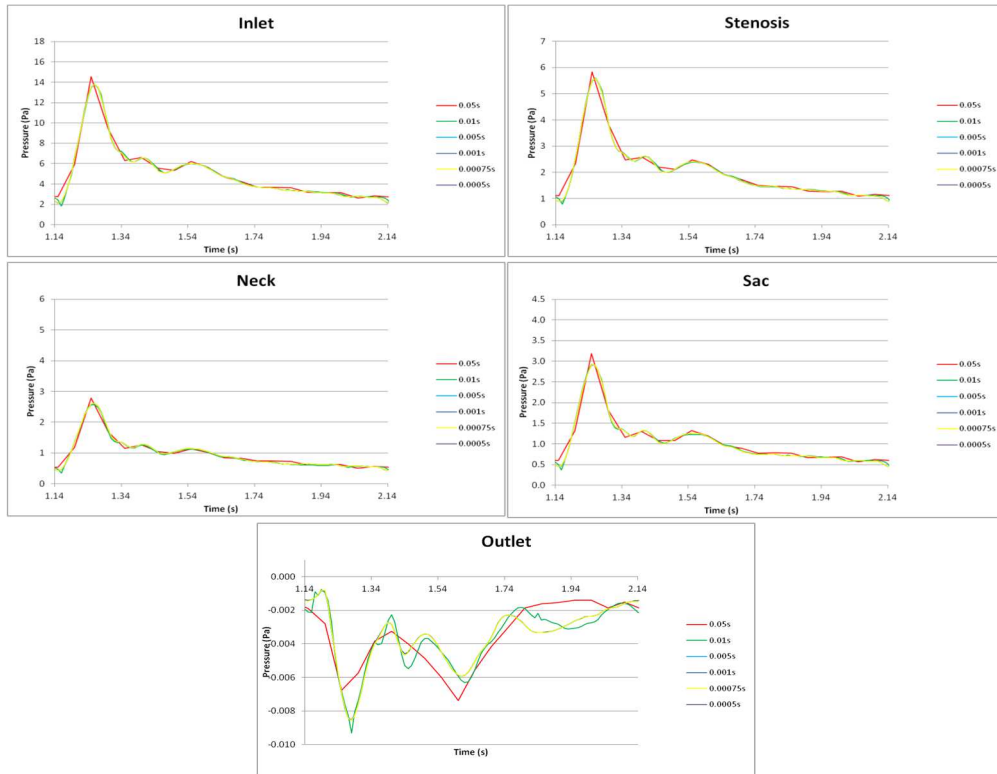 Inlet
18
16
14
12
10
8
6
4
2
0
Pressure (Pa)
1.14 1.34 1.54 1.74 1.94 2.14
Time (s)
0.05s
0.01s
0.005s
0.001s
0.00075s
0.0005s
Stenosis
7
6
5
4
3
2
1
0
Pressure (Pa)
1.14 1.34 1.54 1.74 1.94 2.14
Time (s)
0.05s
0.01s
0.005s
0.001s
0.00075s
0.0005s
Neck
6
5
4
3
2
1
0
Pressure (Pa)
1.14 1.34 1.54 1.74 1.94 2.14
Time (s)
0.05s
0.01s
0.005s
0.001s
0.00075s
0.0005s
Sac
4.5
4.0
3.5
3.0
2.5
2.0
1.5
1.0
0.5
0.0
Pressure (Pa)
1.14 1.34 1.54 1.74 1.94 2.14
Time (s)
0.05s
0.01s
0.005s
0.001s
0.00075s
0.0005s
Outlet
0.000
-0.002
-0.004
-0.006
-0.008
-0.010
Pressure (Pa)
1.14 1.34 1.54 1.74 1.94 2.14
Time (s)
0.05s
0.01s
0.005s
0.001s
0.00075s
0.0005s